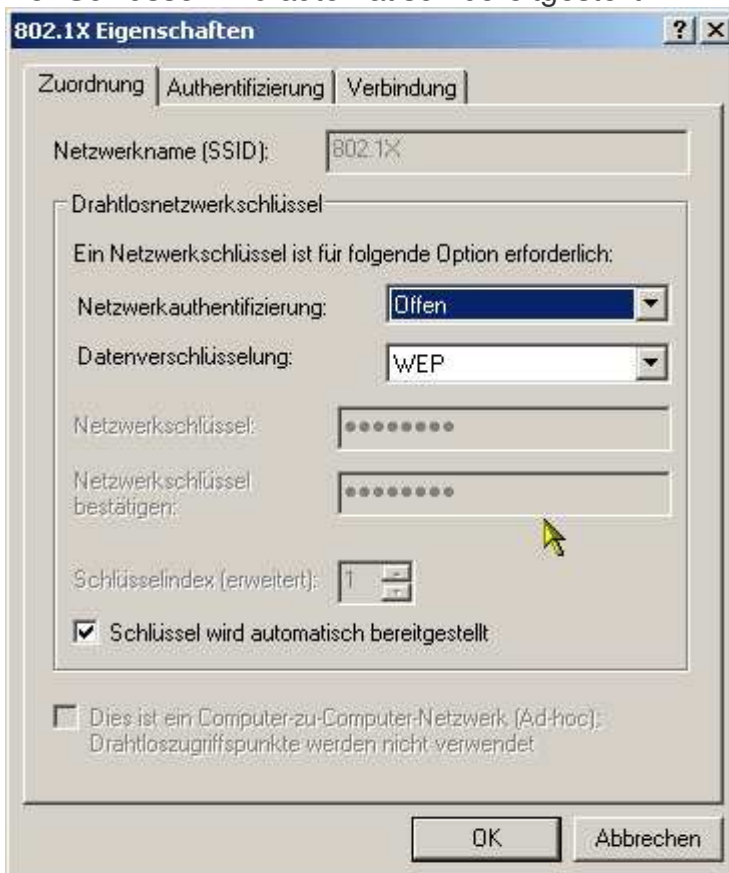 802.1X Eigenschaften
Zuordnung Authentifizierung Verbindung
Netzwerkname (SSID): 802.1X
Drahtlosnetzwerkschlüssel
Ein Netzwerkschlüssel ist für folgende Option erforderlich:
Netzwerkauthentifizierung: Offen
Datenverschlüsselung: WEP
Netzwerkschlüssel: ••••••••
Netzwerkschlüssel
bestätigen: ••••••••
Schlüsselindex (erweitert): 1
Schlüssel wird automatisch bereitgestellt
Dies ist ein Computer-zu-Computer-Netzwerk (Ad-hoc);
Drahtloszugriffspunkte werden nicht verwendet
OK Abbrechen